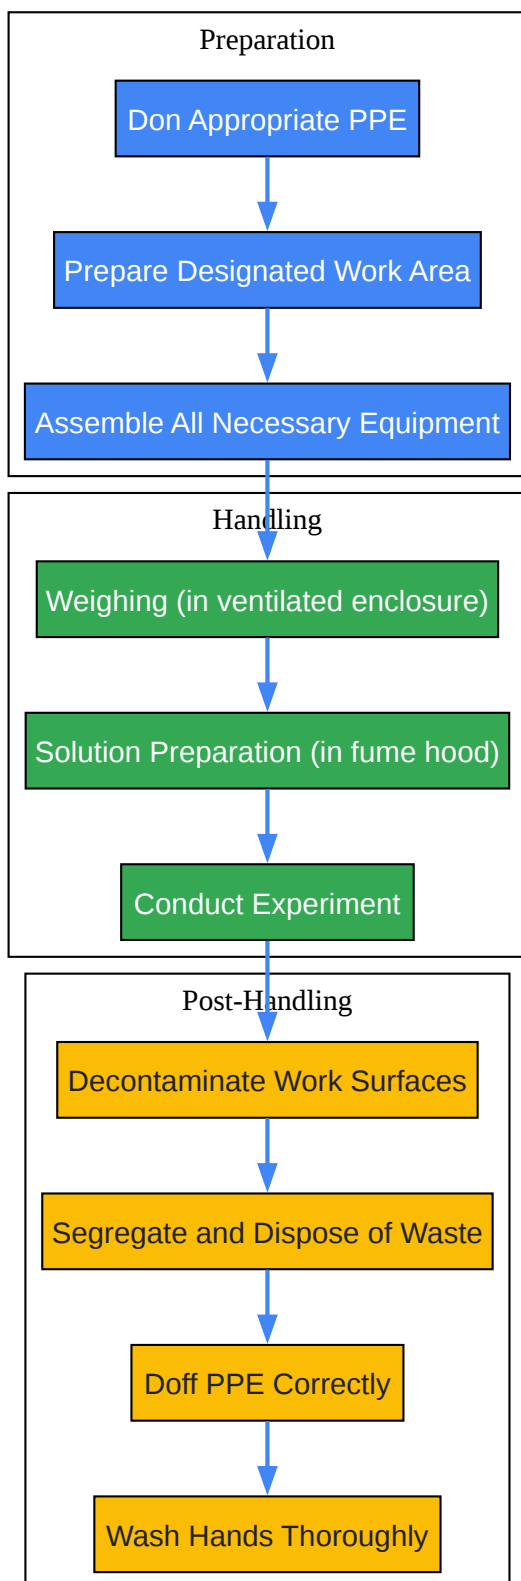 Preparation
Don Appropriate PPE
Prepare Designated Work Area
Assemble All Necessary Equipment
Handling
Weighing (in ventilated enclosure)
Solution Preparation (in fume hood)
Conduct Experiment
Post-Handling
Decontaminate Work Surfaces
Segregate and Dispose of Waste
Doff PPE Correctly
Wash Hands Thoroughly